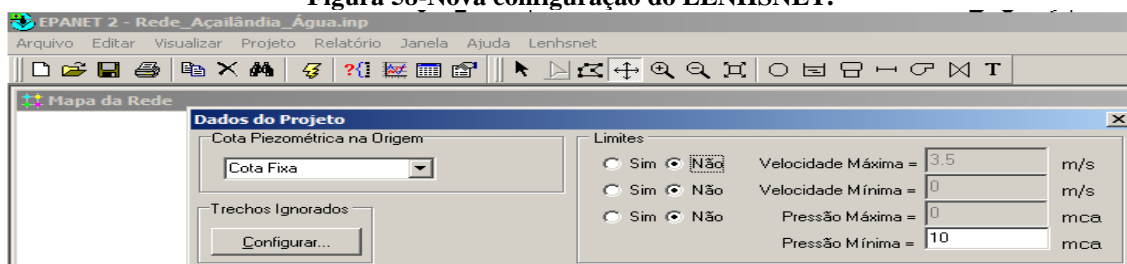 Figura 58-Nova configuração do LENHSNET.
EPANET 2 - Rede_Açailândia_Água.inp
Arquivo Editar Visualizar Projeto Relatório Janela Ajuda Lenhsnet
T
Mapa da Rede
Dados do Projeto
Cota Piezométrica na Origem
Cota Fixa
Trechos Ignorados
Configurar...
Limites
Sim Não Velocidade Máxima = 3.5 m/s
Sim Não Velocidade Mínima = 0 m/s
Sim Não Pressão Máxima = 0 mca
Pressão Mínima = 10 mca